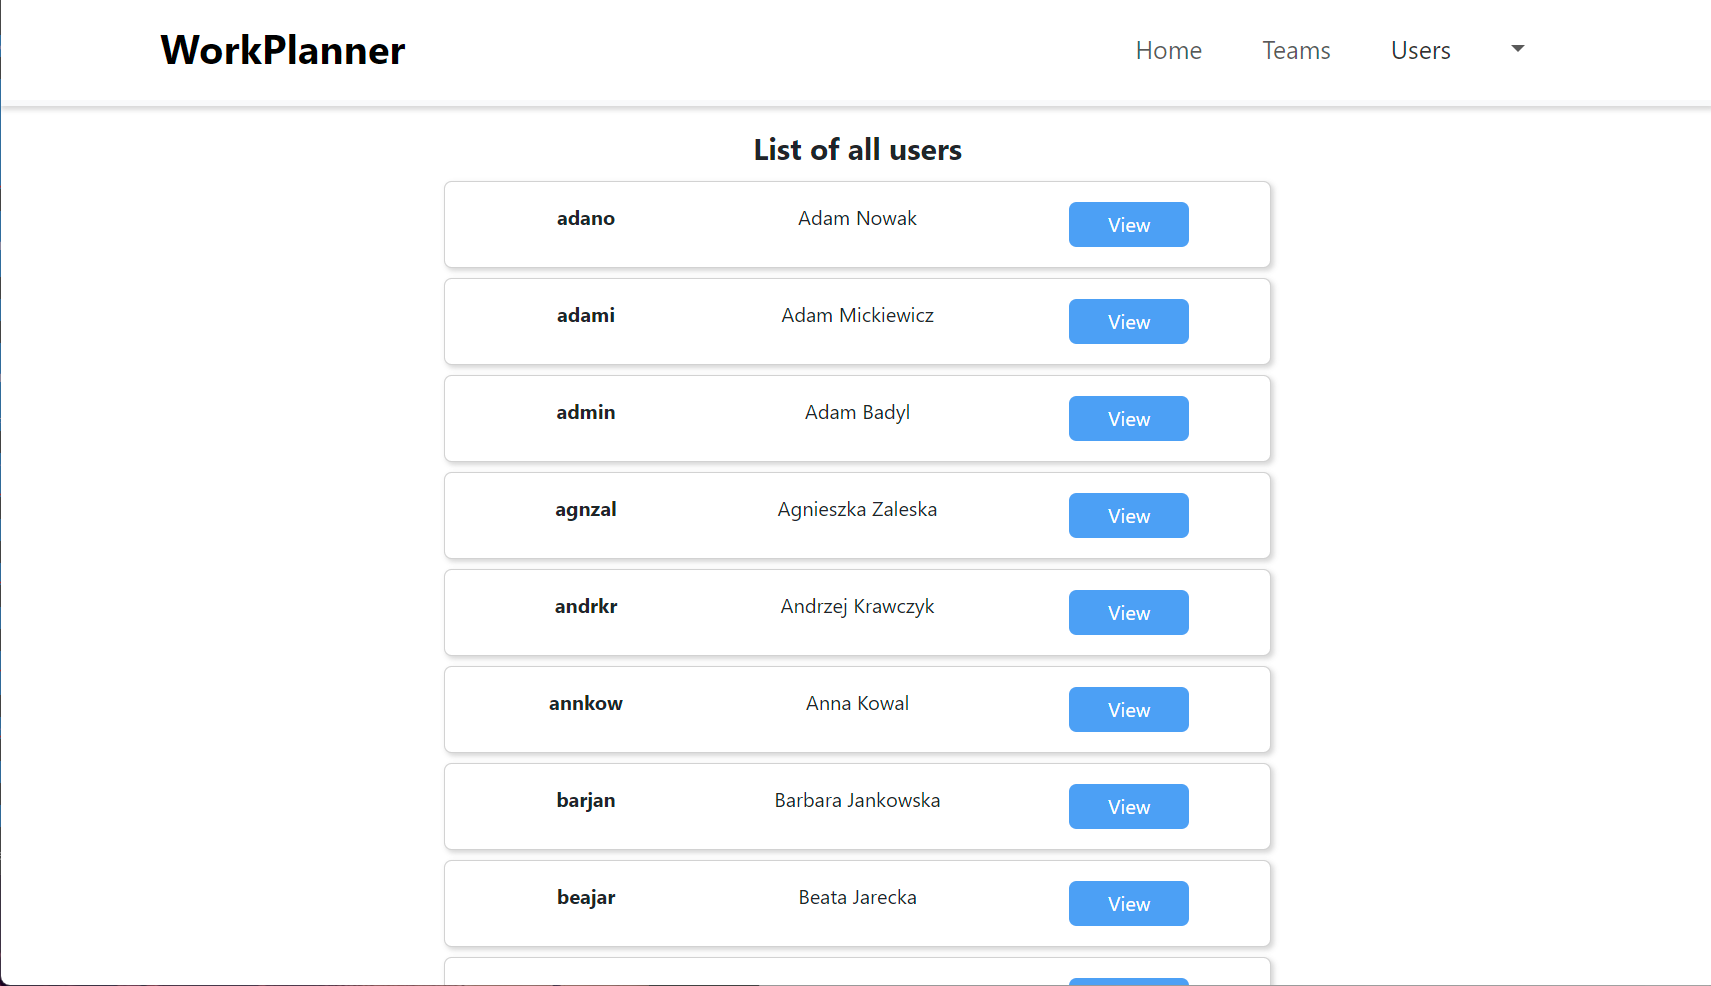 WorkPlanner Home Teams Users
List of all users
adano Adam Nowak View
adami Adam Mickiewicz View
admin Adam Badyl View
agnzal Agnieszka Zaleska View
andrkr Andrzej Krawczyk View
annkow Anna Kowal View
barjan Barbara Jankowska View
beajar Beata Jarecka View